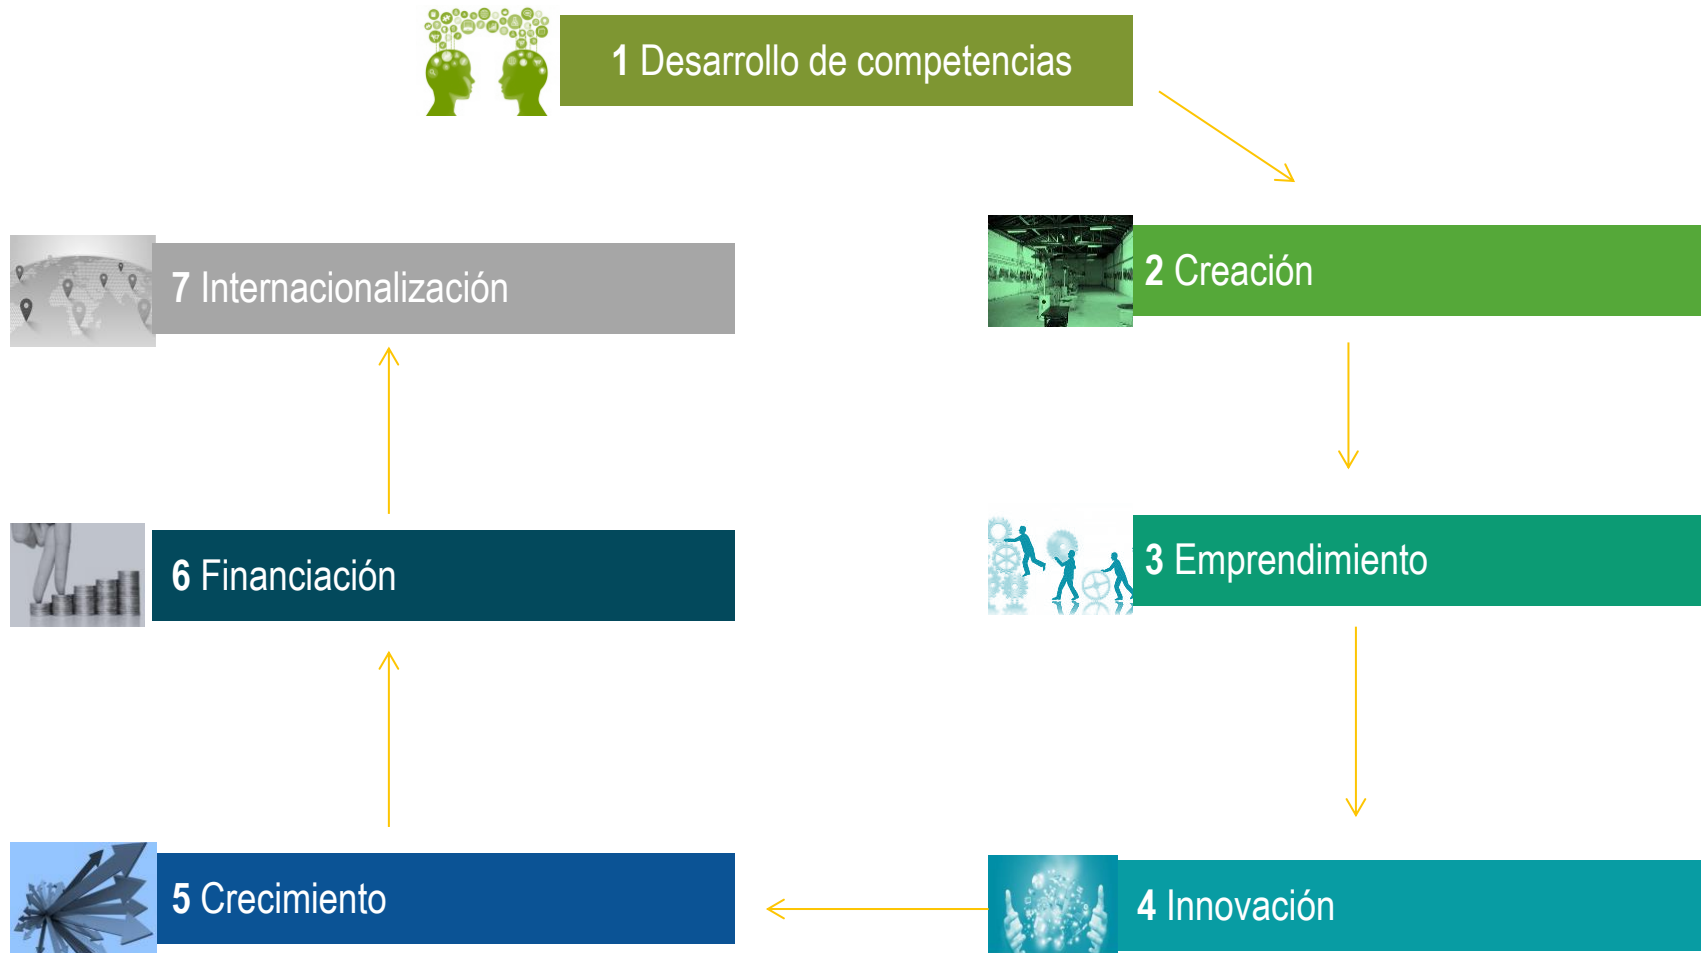 1 Desarrollo de competencias
2 Creación
3 Emprendimiento
4 Innovación
5 Crecimiento
6 Financiación
7 Internacionalización